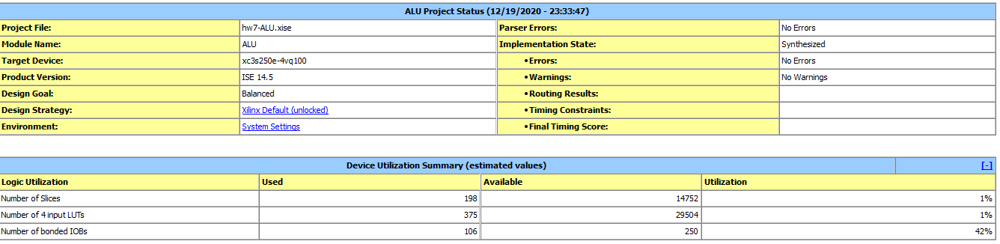 ALU Project Status (12/19/2020 - 23:33:47)
Project File: hw7-ALU.xise Parser Errors: No Errors
Module Name: ALU Implementation State: Synthesized
Target Device: xc3s250e-4vq100 •Errors: No Errors
Product Version: ISE 14.5 •Warnings: No Warnings
Design Goal: Balanced •Routing Results:
Design Strategy: Xilinx Default (unlocked) •Timing Constraints:
Environment: System Settings •Final Timing Score:
Device Utilization Summary (estimated values) [-]
Logic Utilization Used Available Utilization
Number of Slices 198 14752 1%
Number of 4 input LUTs 375 29504 1%
Number of bonded IOBs 106 250 42%